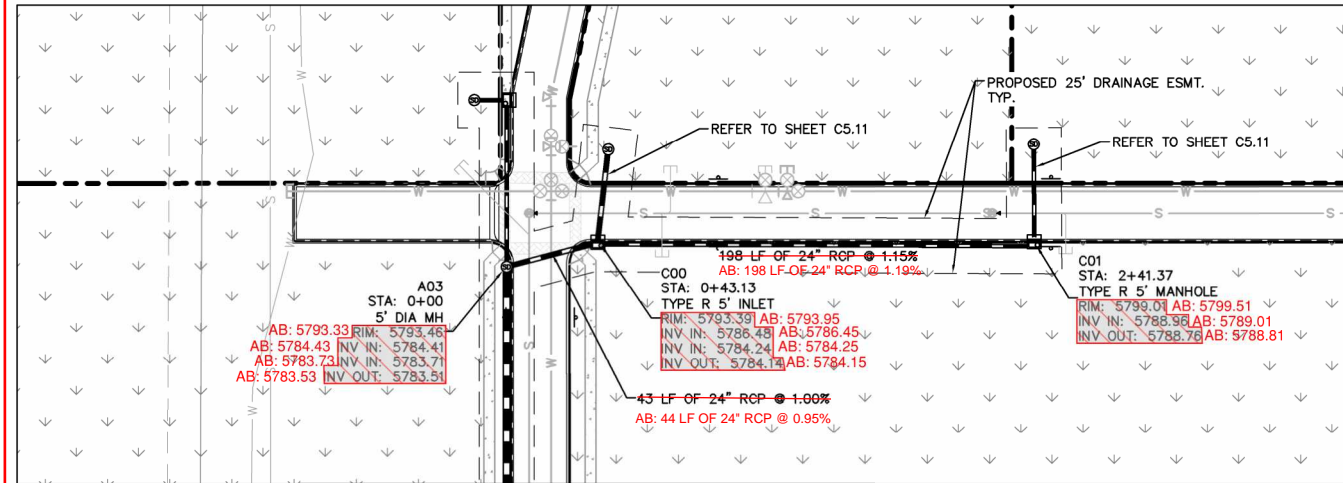 PROPOSED 25' DRAINAGE ESMT.
TYP.
REFER TO SHEET C5.11
REFER TO SHEET C5.11
198 LF OF 24" RCP @ 1.15%
AB: 198 LF OF 24" RCP @ 1.19%
A03
STA: 0+00
5' DIA MH
AB: 5793.33 RIM: 5793.46
AB: 5784.43 INV IN: 5784.41
AB: 5783.73 INV IN: 5783.71
AB: 5783.53 INV OUT: 5783.51
C00
STA: 0+43.13
TYPE R 5' INLET
RIM: 5793.39 AB: 5793.95
INV IN: 5786.48 AB: 5786.45
INV IN: 5784.24 AB: 5784.25
INV OUT: 5784.14 AB: 5784.15
C01
STA: 2+41.37
TYPE R 5' MANHOLE
RIM: 5799.01 AB: 5799.51
INV IN: 5788.96 AB: 5789.01
INV OUT: 5788.76 AB: 5788.81
43 LF OF 24" RCP @ 1.00%
AB: 44 LF OF 24" RCP @ 0.95%